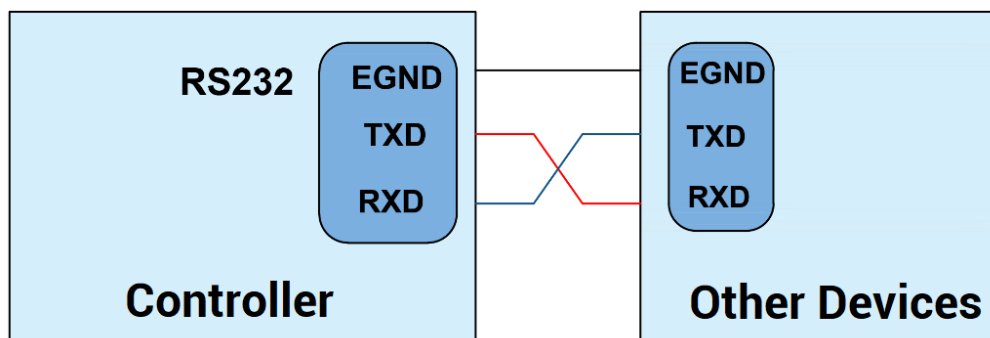 RS232
EGND
TXD
RXD
Controller
EGND
TXD
RXD
Other Devices